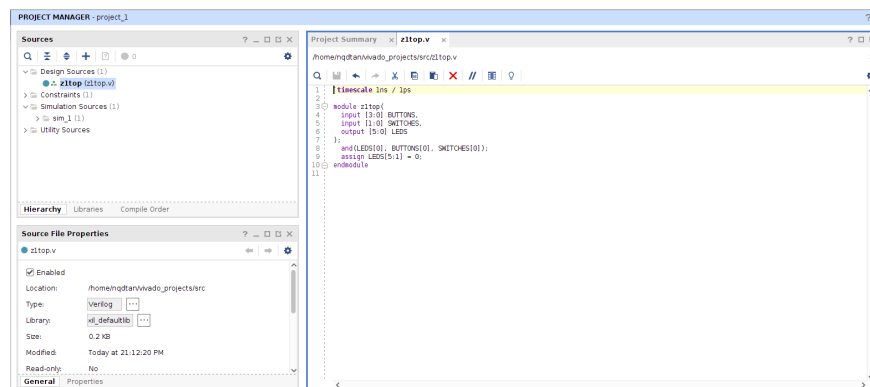 PROJECT MANAGER - project_1
?
Sources
? _
0
Design Sources (1)
z1top (z1top.v)
Constraints (1)
Simulation Sources (1)
sim_1 (1)
Utility Sources
Hierarchy Libraries Compile Order
Source File Properties
? _
z1top.v
Enabled
Location: /home/nqdtan/vivado_projects/src
Type: Verilog ...
Library: xil_defaultlib ...
Size: 0.2 KB
Modified: Today at 21:12:20 PM
Read-only: No
General Properties
Project Summary × z1top.v ×
?
/home/nqdtan/vivado_projects/src/z1top.v
1 `timescale 1ns / 1ps
2
3 module z1top(
4 input [3:0] BUTTONS,
5 input [1:0] SWITCHES,
6 output [5:0] LEDS
7 );
8 and(LEDS[0], BUTTONS[0], SWITCHES[0]);
9 assign LEDS[5:1] = 0;
10 endmodule
11